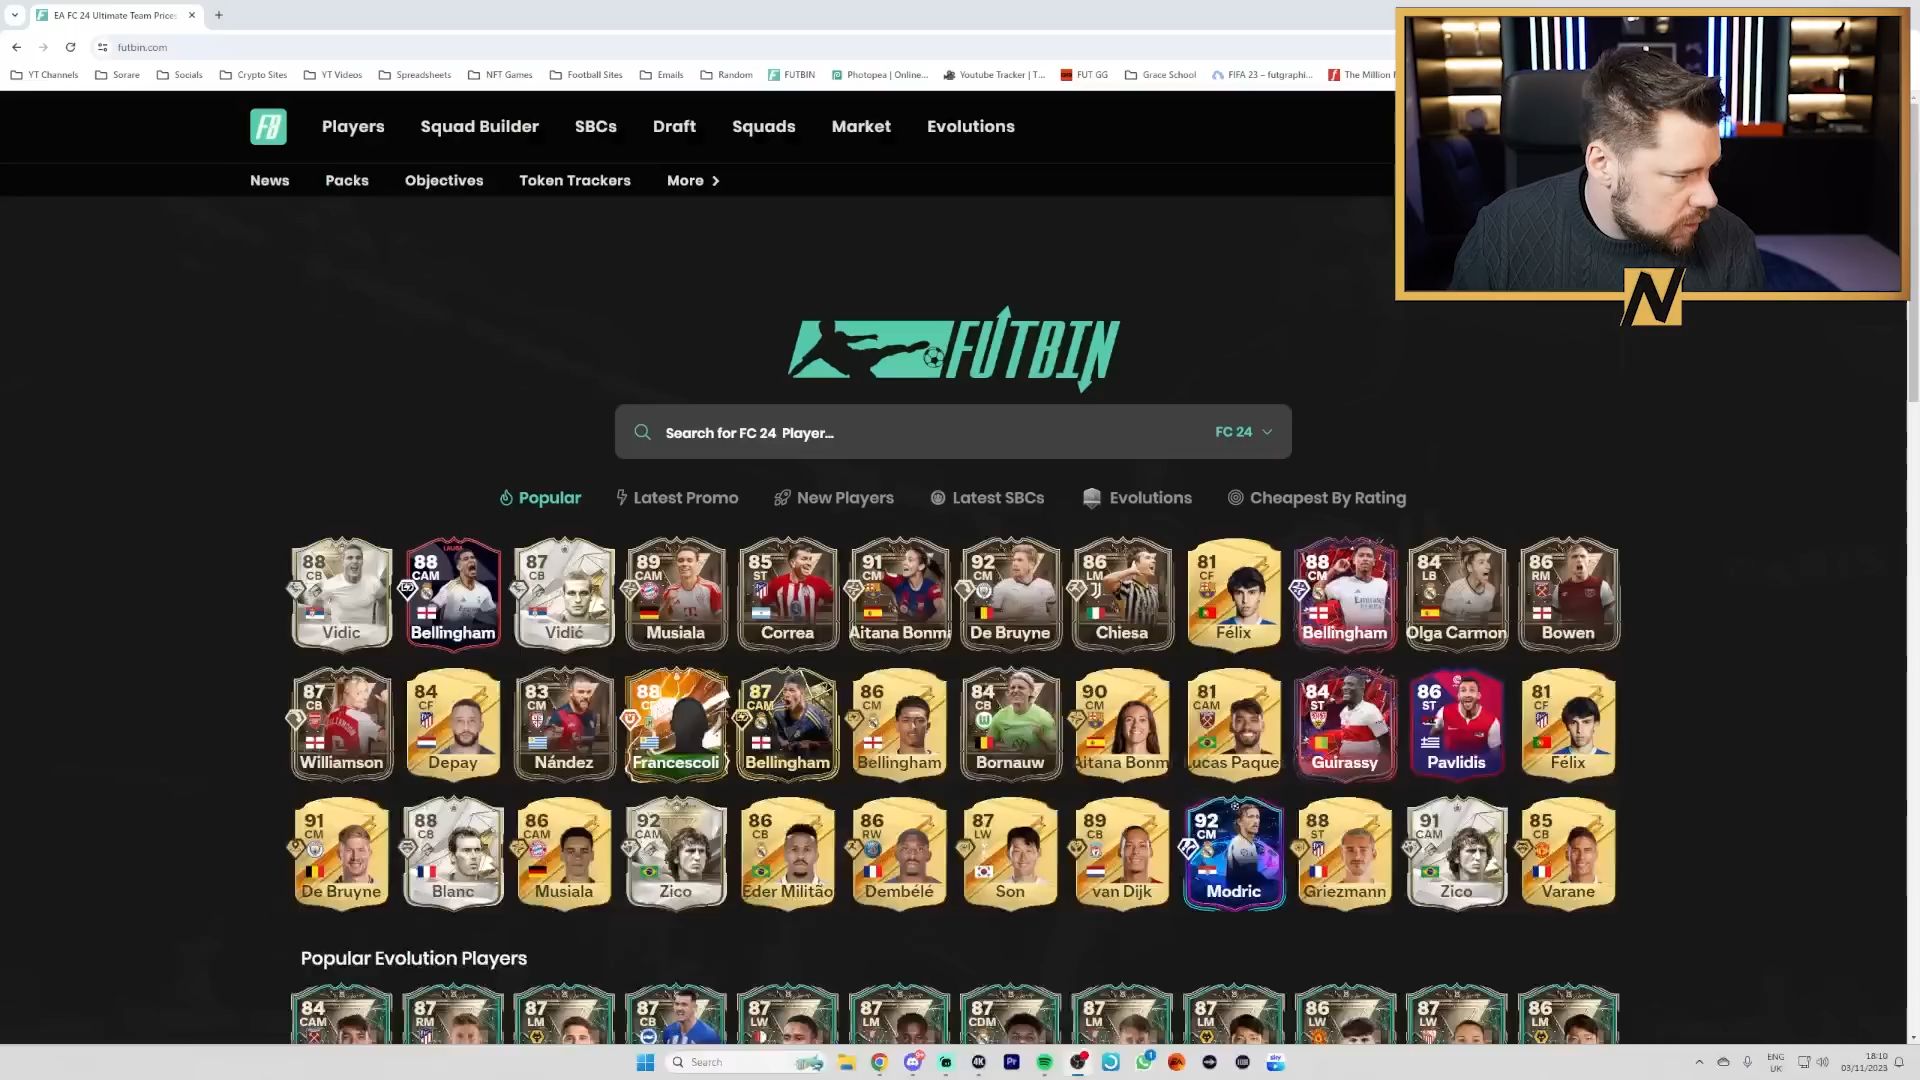 EA FC 24 Ultimate Team Prices
futbin.com
YT Channels Sorare Socials Crypto Sites YT Videos Spreadsheets NFT Games Football Sites Emails Random FUTBIN Photopea | Online... Youtube Tracker | T... FUT GG Grace School FIFA 23 – futgraphi... The Million
FB Players Squad Builder SBCs Draft Squads Market Evolutions
News Packs Objectives Token Trackers More
N
FUTBIN
Search for FC 24 Player... FC 24
Popular Latest Promo New Players Latest SBCs Evolutions Cheapest By Rating
88 88 87 89 85 91 92 86 81 88 84 86
CB CAM CB CAM ST CM CM LM CF CM LB RM
Vidic Bellingham Vidić Musiala Correa Aitana Bonma De Bruyne Chiesa Félix Bellingham Olga Carmon Bowen
87 84 83 88 87 86 84 90 81 84 86 81
CB CF CM CF CAM CM CB CM CAM ST ST CF
Williamson Depay Nández Francescoli Bellingham Bellingham Bornauw Aitana Bonm Lucas Paque Guirassy Pavlidis Félix
91 88 86 92 86 86 87 89 92 88 91 85
CM CB CAM CAM CB RW LW CB CM ST CAM CB
De Bruyne Blanc Musiala Zico Éder Militão Dembélé Son van Dijk Modric Griezmann Zico Varane
Popular Evolution Players
84 87 87 87 87 87 87 87 87 86 87 86
CAM RM LM CB LW LM CDM LM LM LW LW LM
Search
ENG 18:10
UK 03/11/2023